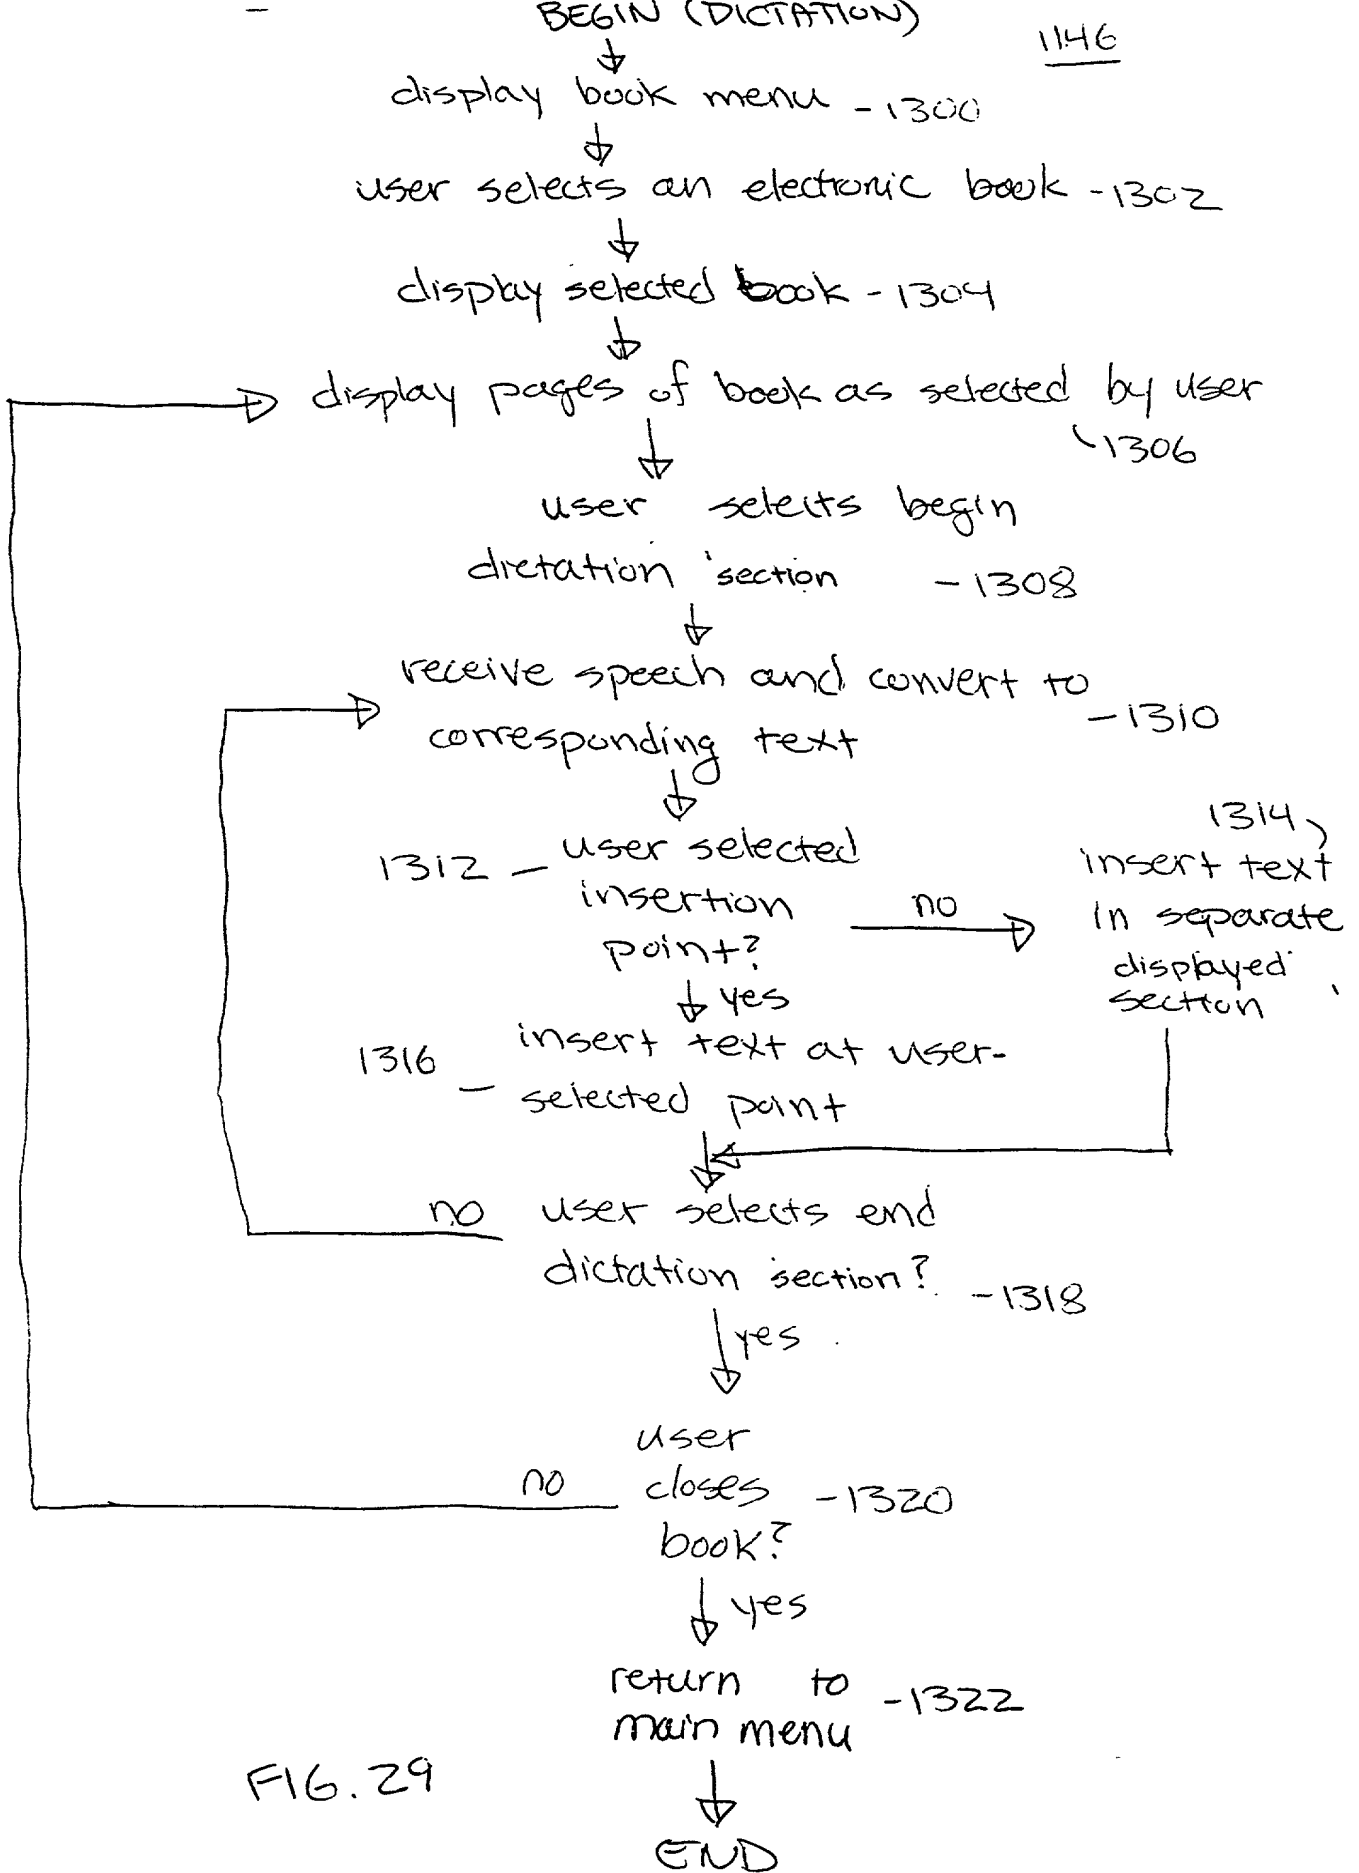 BEGIN (DICTATION)
1146
display book menu -1300
user selects an electronic book -1302
display selected book -1304
display pages of book as selected by user
1306
user selects begin
dictation section -1308
receive speech and convert to
-1310
corresponding text
1312 - user selected
insertion
point?
no
1314
insert text
in separate
displayed
section
yes
1316 - insert text at user-
selected point
no user selects end
dictation section? -1318
yes
user
no closes -1320
book?
yes
return to
main menu -1322
FIG. 29
END